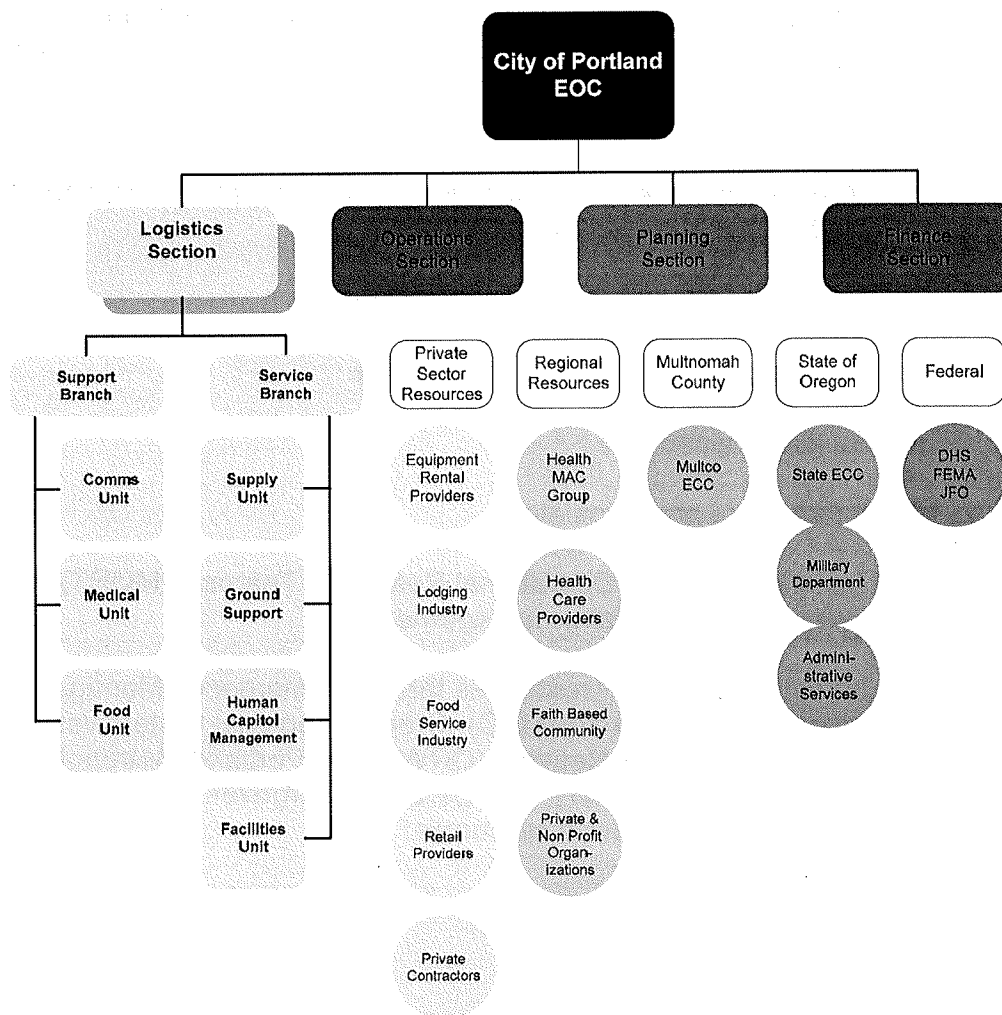 City of Portland
EOC
Logistics
Section
Operations
Section
Planning
Section
Finance
Section
Support
Branch
Service
Branch
Private
Sector
Resources
Regional
Resources
Multnomah
County
State of
Oregon
Federal
Comms
Unit
Supply
Unit
Equipment
Rental
Providers
Health
MAC
Group
Multco
ECC
State ECC
DHS
FEMA
JFO
Medical
Unit
Ground
Support
Lodging
Industry
Health
Care
Providers
Military
Department
Food
Unit
Human
Capitol
Management
Food
Service
Industry
Faith Based
Community
Admini-
strative
Services
Facilities
Unit
Retail
Providers
Private &
Non Profit
Organ-
izations
Private
Contractors